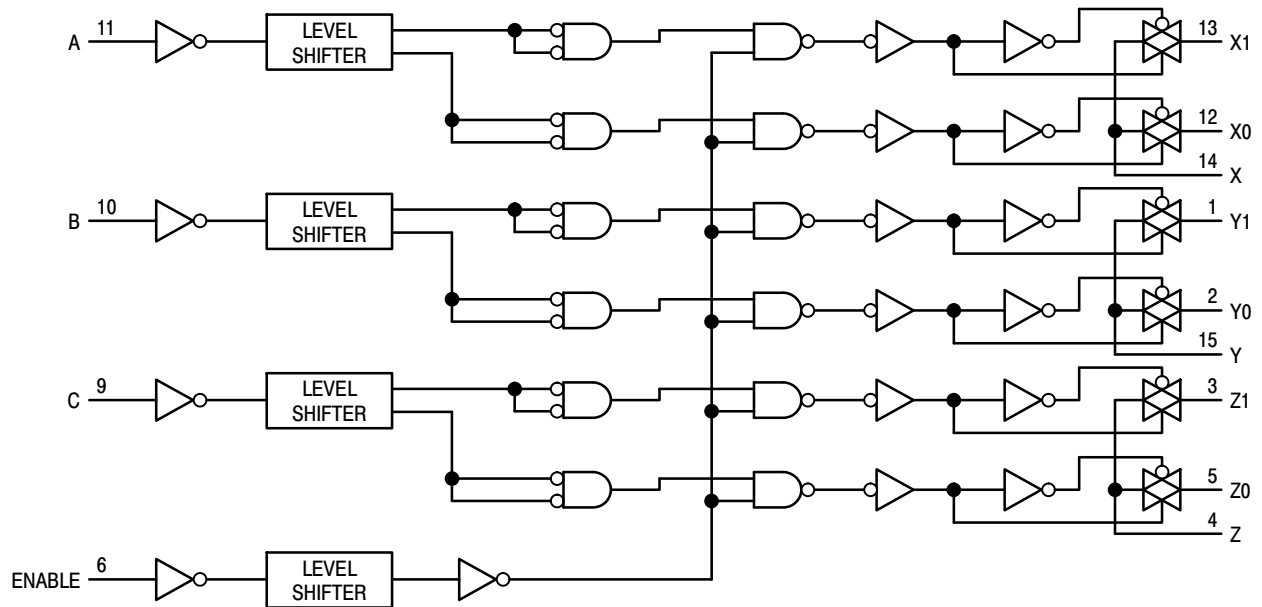 A 11 LEVEL SHIFTER 13 X1
12 X0
14 X
B 10 LEVEL SHIFTER 1 Y1
2 Y0
15 Y
C 9 LEVEL SHIFTER 3 Z1
5 Z0
4 Z
ENABLE 6 LEVEL SHIFTER